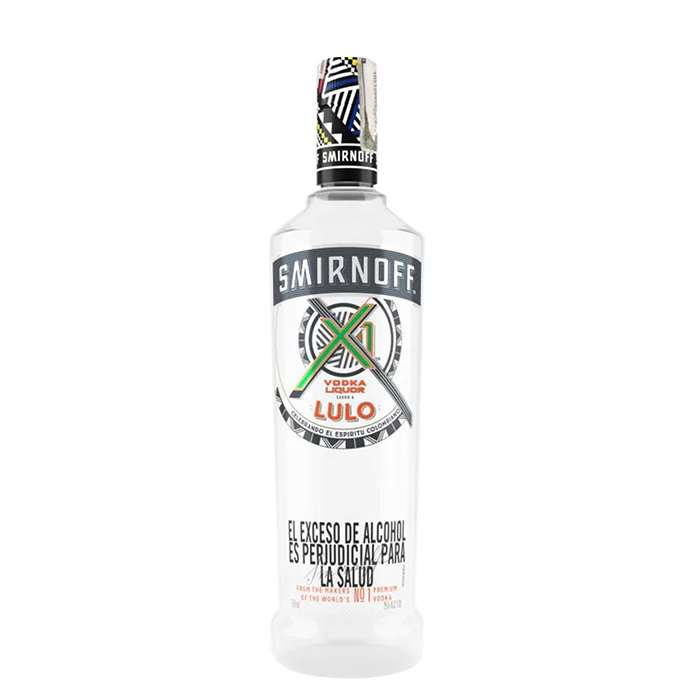 SMIRNOFF
SMIRNOFF
X1
VODKA
LIQUOR
SABOR A
LULO
CELEBRANDO EL ESPIRITU COLOMBIANO
EL EXCESO DE ALCOHOL
ES PERJUDICIAL PARA
LA SALUD
FROM THE MAKERS Nº1 PREMIUM
OF THE WORLD'S VODKA